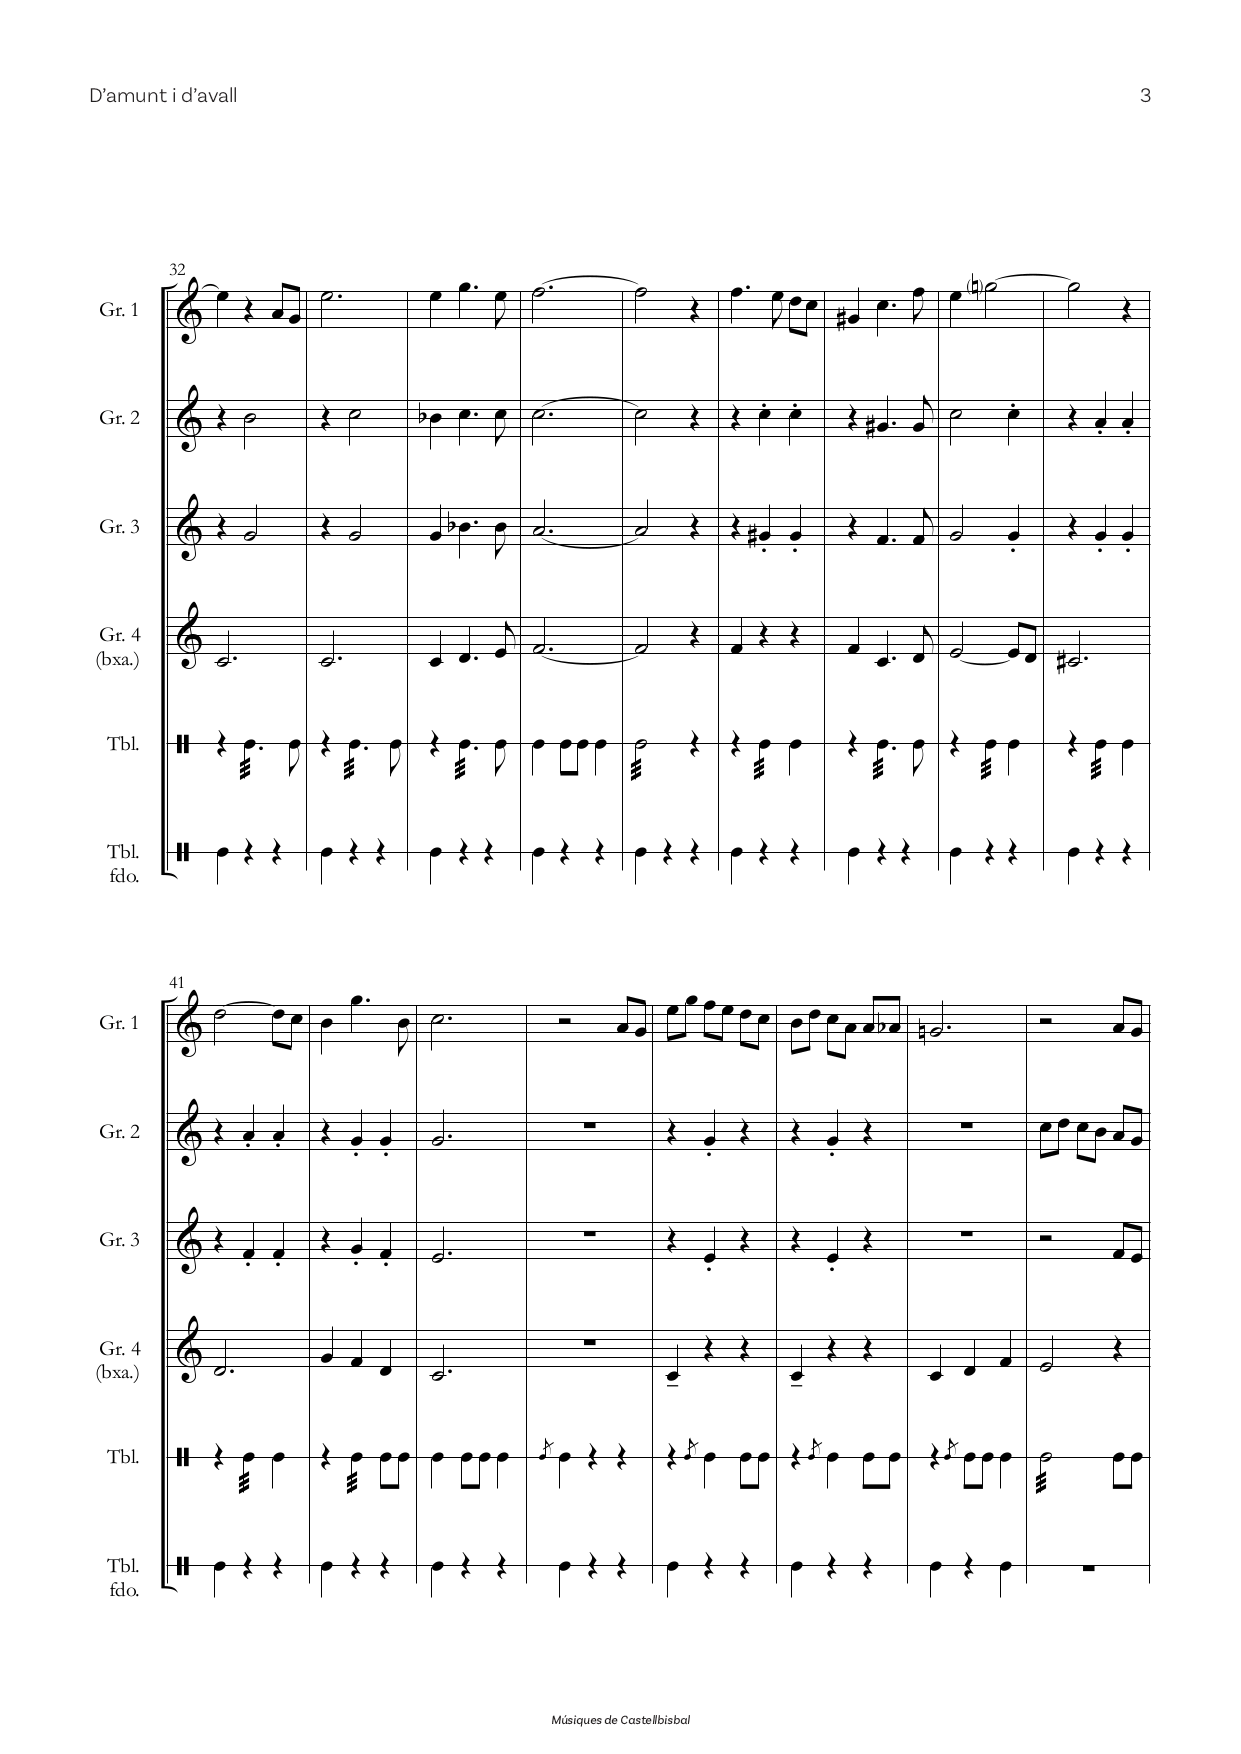 D’amunt i d’avall 3
32
Gr. 1
Gr. 2
Gr. 3
Gr. 4
(bxa.)
Tbl.
Tbl.
fdo.
41
Gr. 1
Gr. 2
Gr. 3
Gr. 4
(bxa.)
Tbl.
Tbl.
fdo.
Músiques de Castellbisbal